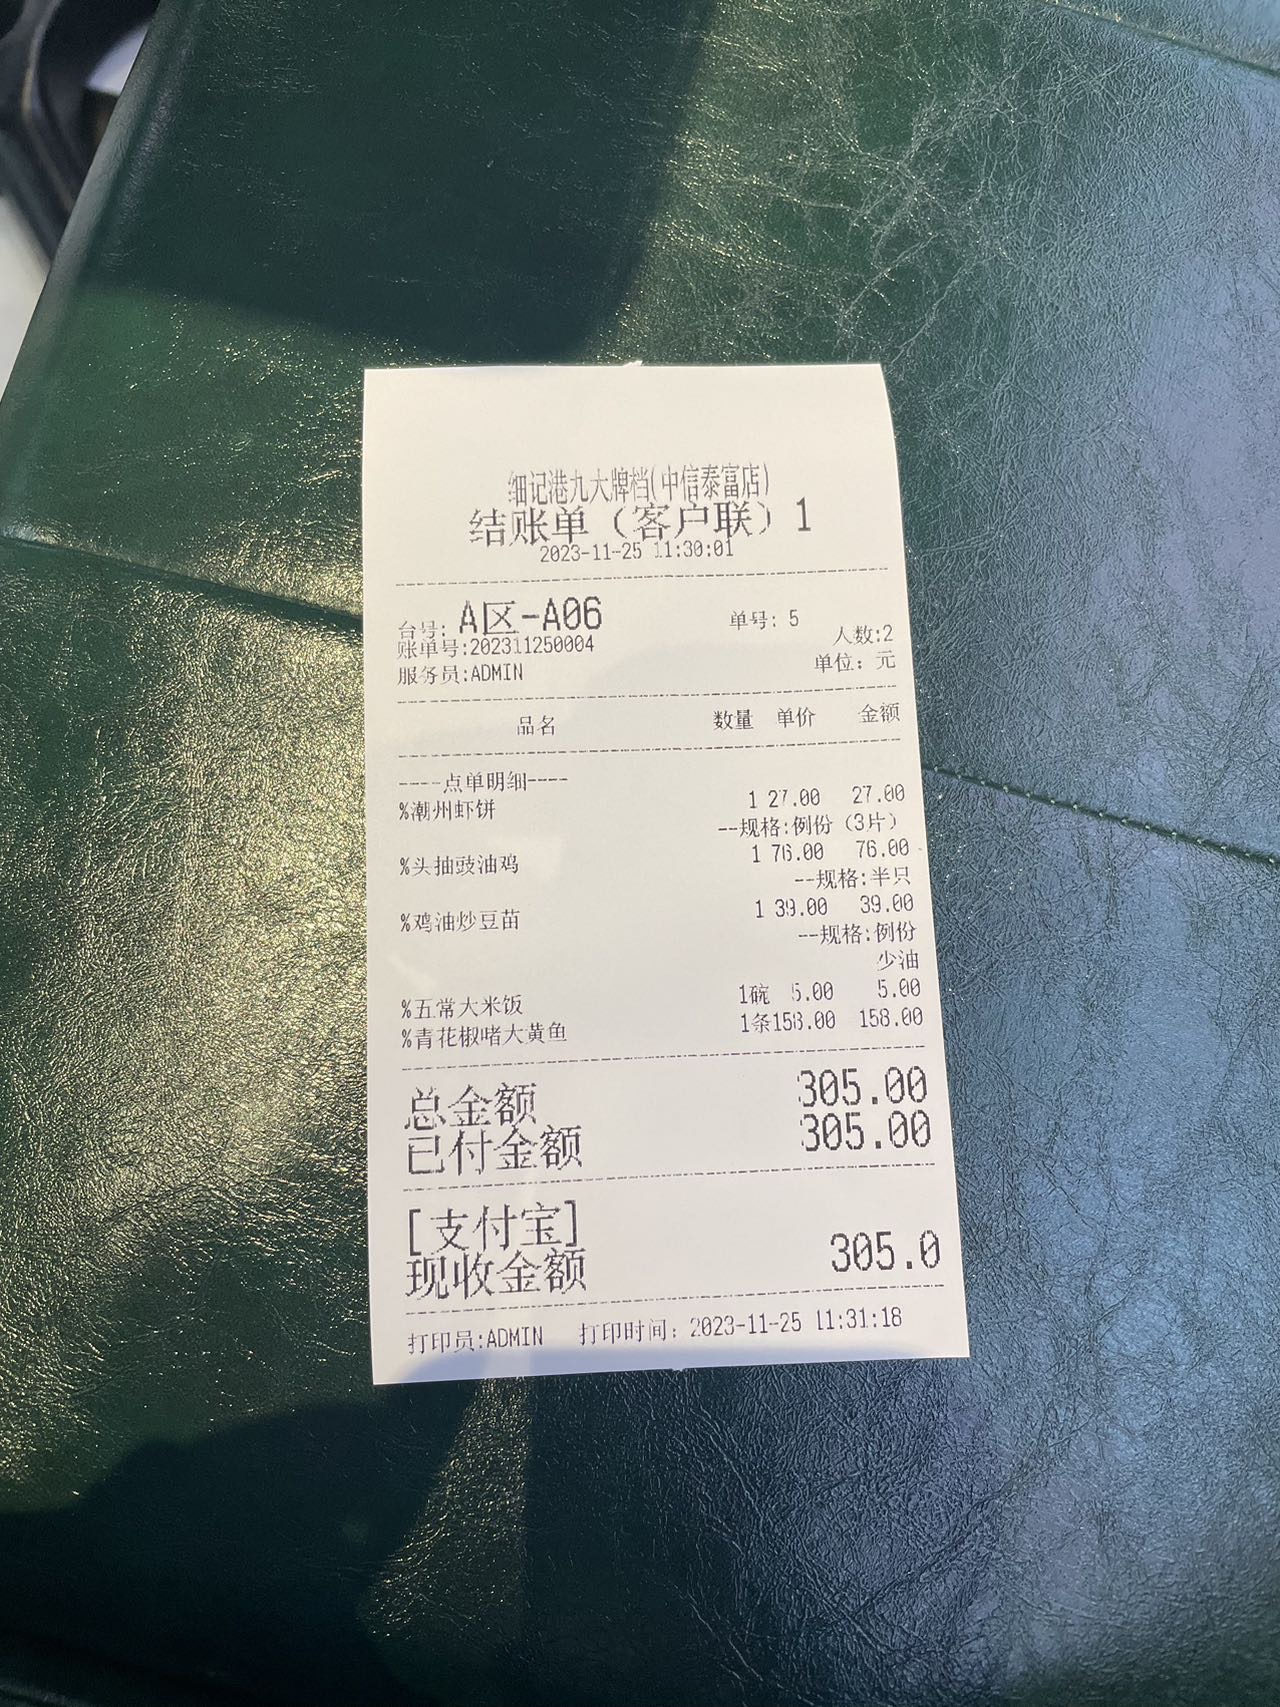 细记港九大牌档(中信泰富店)
结账单（客户联）1
2023-11-25 11:30:01
台号: A区-A06 单号: 5
账单号:202311250004 人数:2
服务员:ADMIN 单位: 元
品名 数量 单价 金额
----点单明细----
%潮州虾饼 1 27.00 27.00
--规格:例份（3片）
%头抽豉油鸡 1 76.00 76.00
--规格:半只
%鸡油炒豆苗 1 39.00 39.00
--规格:例份
少油
%五常大米饭 1碗 5.00 5.00
%青花椒啫大黄鱼 1条158.00 158.00
总金额 305.00
已付金额 305.00
[支付宝]
现收金额 305.0
打印员:ADMIN 打印时间: 2023-11-25 11:31:18